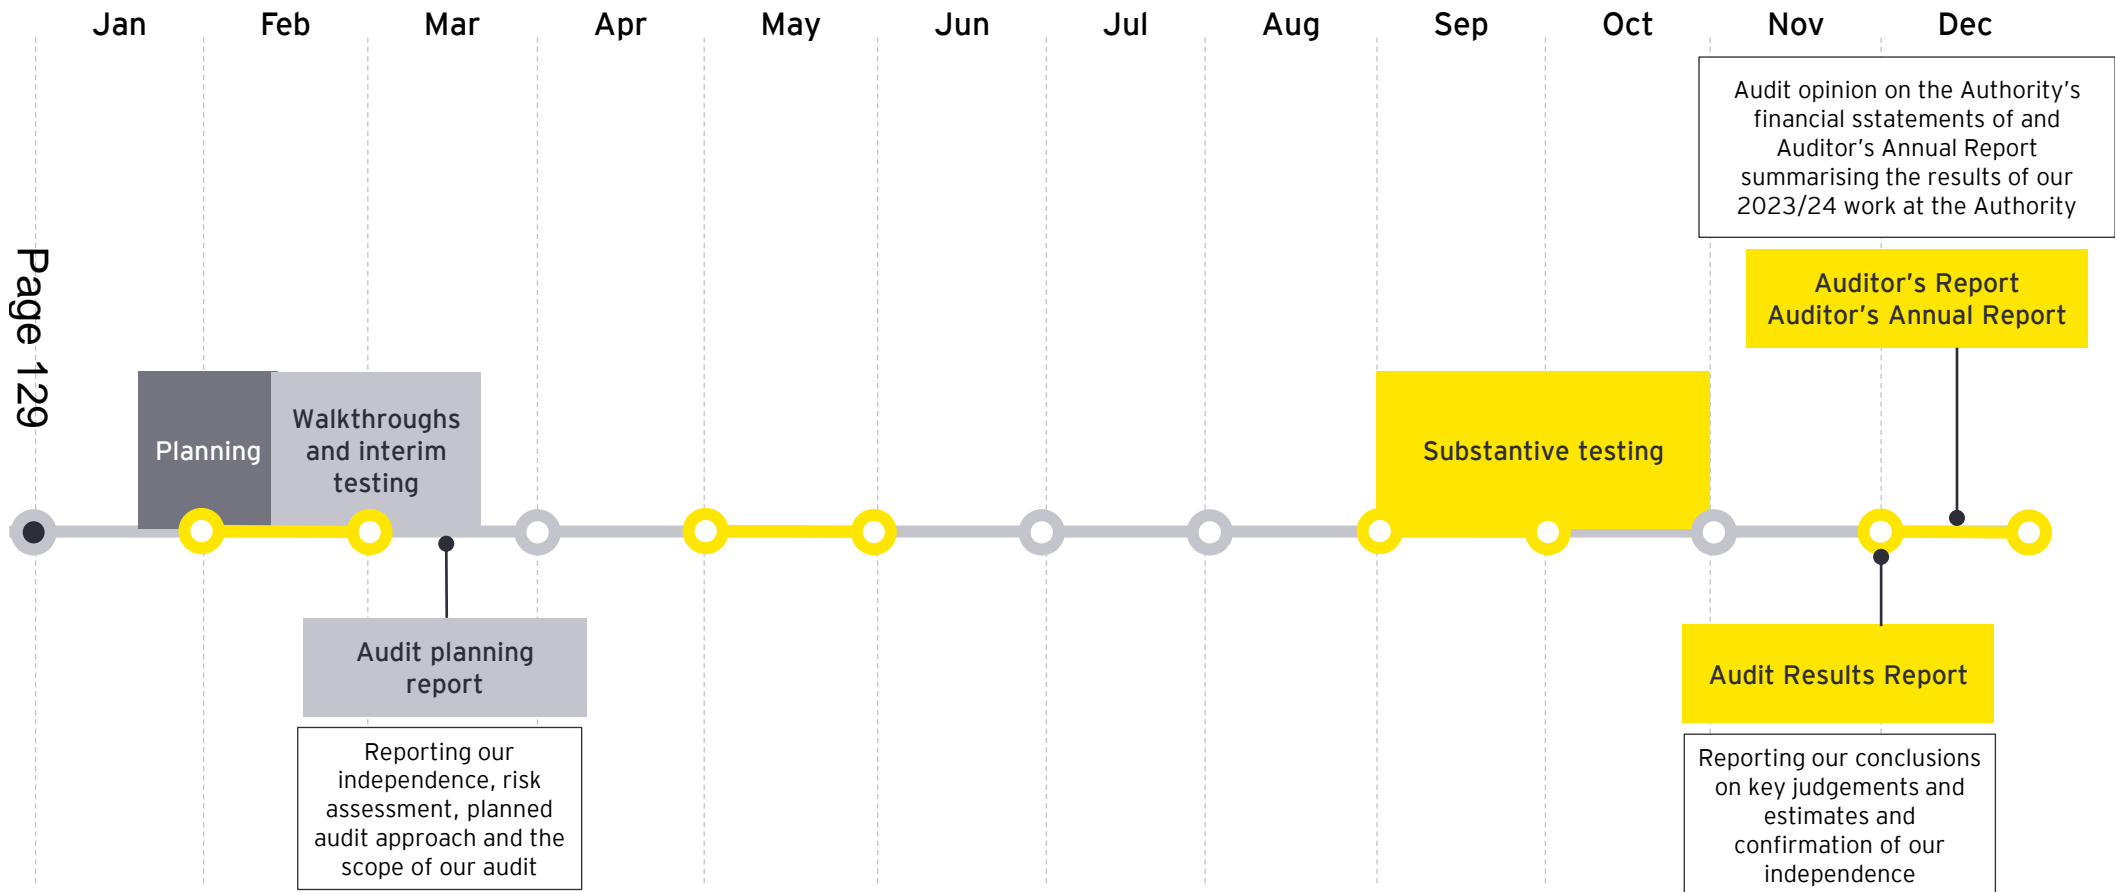 Jan Feb Mar Apr May Jun Jul Aug Sep Oct Nov Dec
Audit opinion on the Authority's
financial sstatements of and
Auditor's Annual Report
summarising the results of our
2023/24 work at the Authority
Auditor's Report
Auditor's Annual Report
Page 129
Planning
Walkthroughs
and interim
testing
Substantive testing
Audit planning
report
Reporting our
independence, risk
assessment, planned
audit approach and the
scope of our audit
Audit Results Report
Reporting our conclusions
on key judgements and
estimates and
confirmation of our
independence